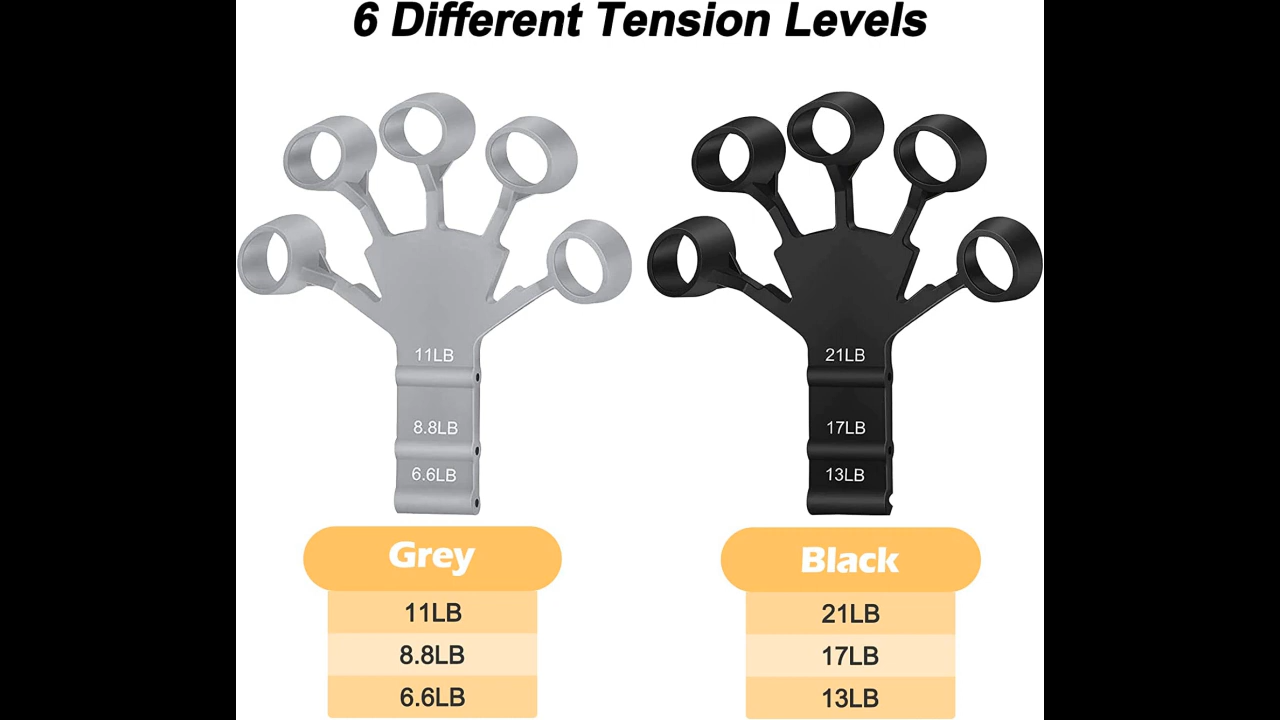 6 Different Tension Levels
11LB
8.8LB
6.6LB
21LB
17LB
13LB
Grey
11LB
8.8LB
6.6LB
Black
21LB
17LB
13LB